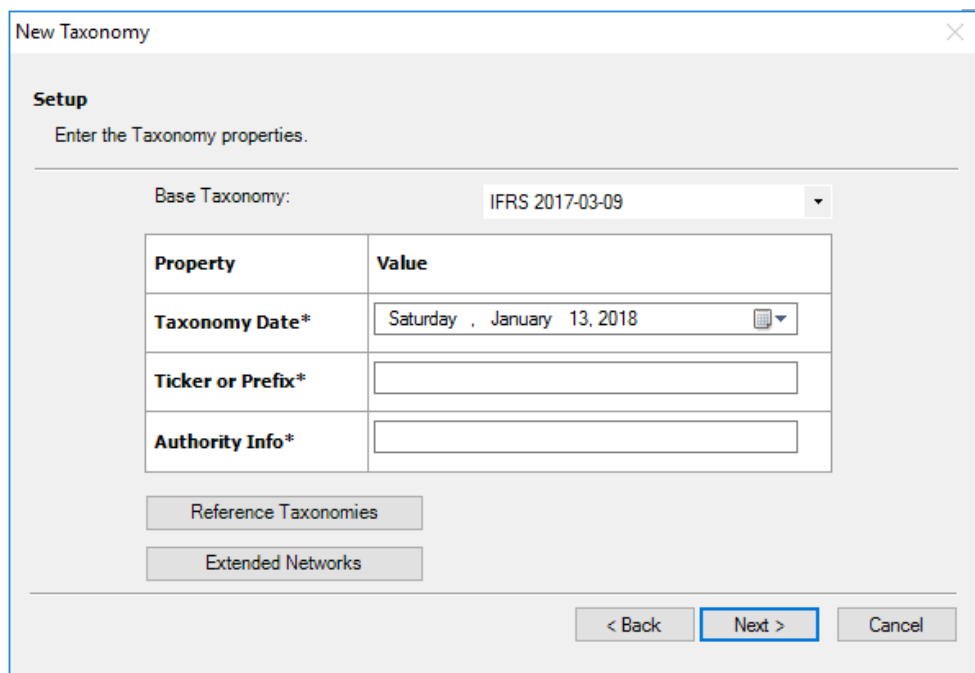 New Taxonomy
Setup
Enter the Taxonomy properties.
Base Taxonomy: IFRS 2017-03-09
Property Value
Taxonomy Date* Saturday , January 13, 2018
Ticker or Prefix*
Authority Info*
Reference Taxonomies
Extended Networks
< Back Next > Cancel